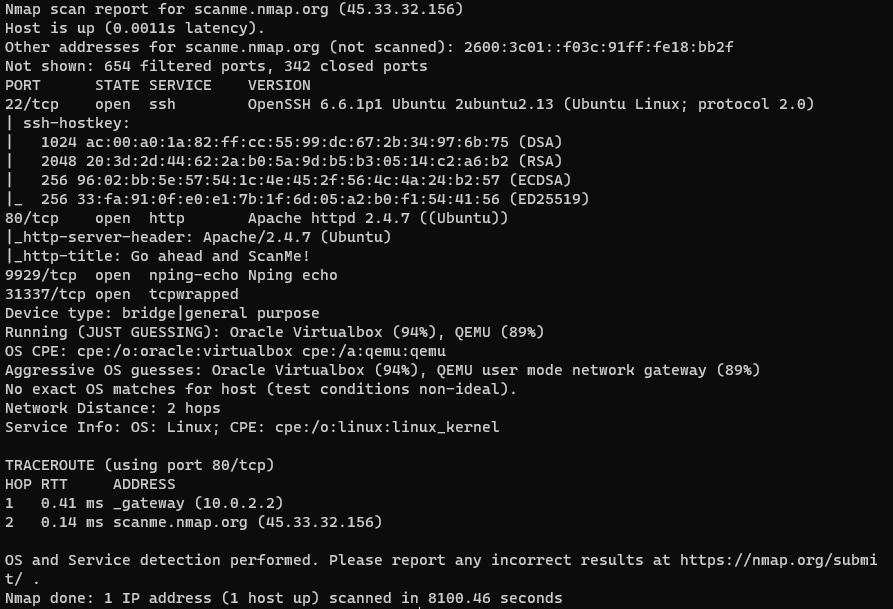 Nmap scan report for scanme.nmap.org (45.33.32.156)
Host is up (0.0011s latency).
Other addresses for scanme.nmap.org (not scanned): 2600:3c01::f03c:91ff:fe18:bb2f
Not shown: 654 filtered ports, 342 closed ports
PORT      STATE SERVICE    VERSION
22/tcp    open  ssh        OpenSSH 6.6.1p1 Ubuntu 2ubuntu2.13 (Ubuntu Linux; protocol 2.0)
| ssh-hostkey:
|   1024 ac:00:a0:1a:82:ff:cc:55:99:dc:67:2b:34:97:6b:75 (DSA)
|   2048 20:3d:2d:44:62:2a:b0:5a:9d:b5:b3:05:14:c2:a6:b2 (RSA)
|   256 96:02:bb:5e:57:54:1c:4e:45:2f:56:4c:4a:24:b2:57 (ECDSA)
|_  256 33:fa:91:0f:e0:e1:7b:1f:6d:05:a2:b0:f1:54:41:56 (ED25519)
80/tcp    open  http       Apache httpd 2.4.7 ((Ubuntu))
|_http-server-header: Apache/2.4.7 (Ubuntu)
|_http-title: Go ahead and ScanMe!
9929/tcp  open  nping-echo Nping echo
31337/tcp open  tcpwrapped
Device type: bridge|general purpose
Running (JUST GUESSING): Oracle Virtualbox (94%), QEMU (89%)
OS CPE: cpe:/o:oracle:virtualbox cpe:/a:qemu:qemu
Aggressive OS guesses: Oracle Virtualbox (94%), QEMU user mode network gateway (89%)
No exact OS matches for host (test conditions non-ideal).
Network Distance: 2 hops
Service Info: OS: Linux; CPE: cpe:/o:linux:linux_kernel

TRACEROUTE (using port 80/tcp)
HOP RTT     ADDRESS
1   0.41 ms _gateway (10.0.2.2)
2   0.14 ms scanme.nmap.org (45.33.32.156)

OS and Service detection performed. Please report any incorrect results at https://nmap.org/submi
t/ .
Nmap done: 1 IP address (1 host up) scanned in 8100.46 seconds